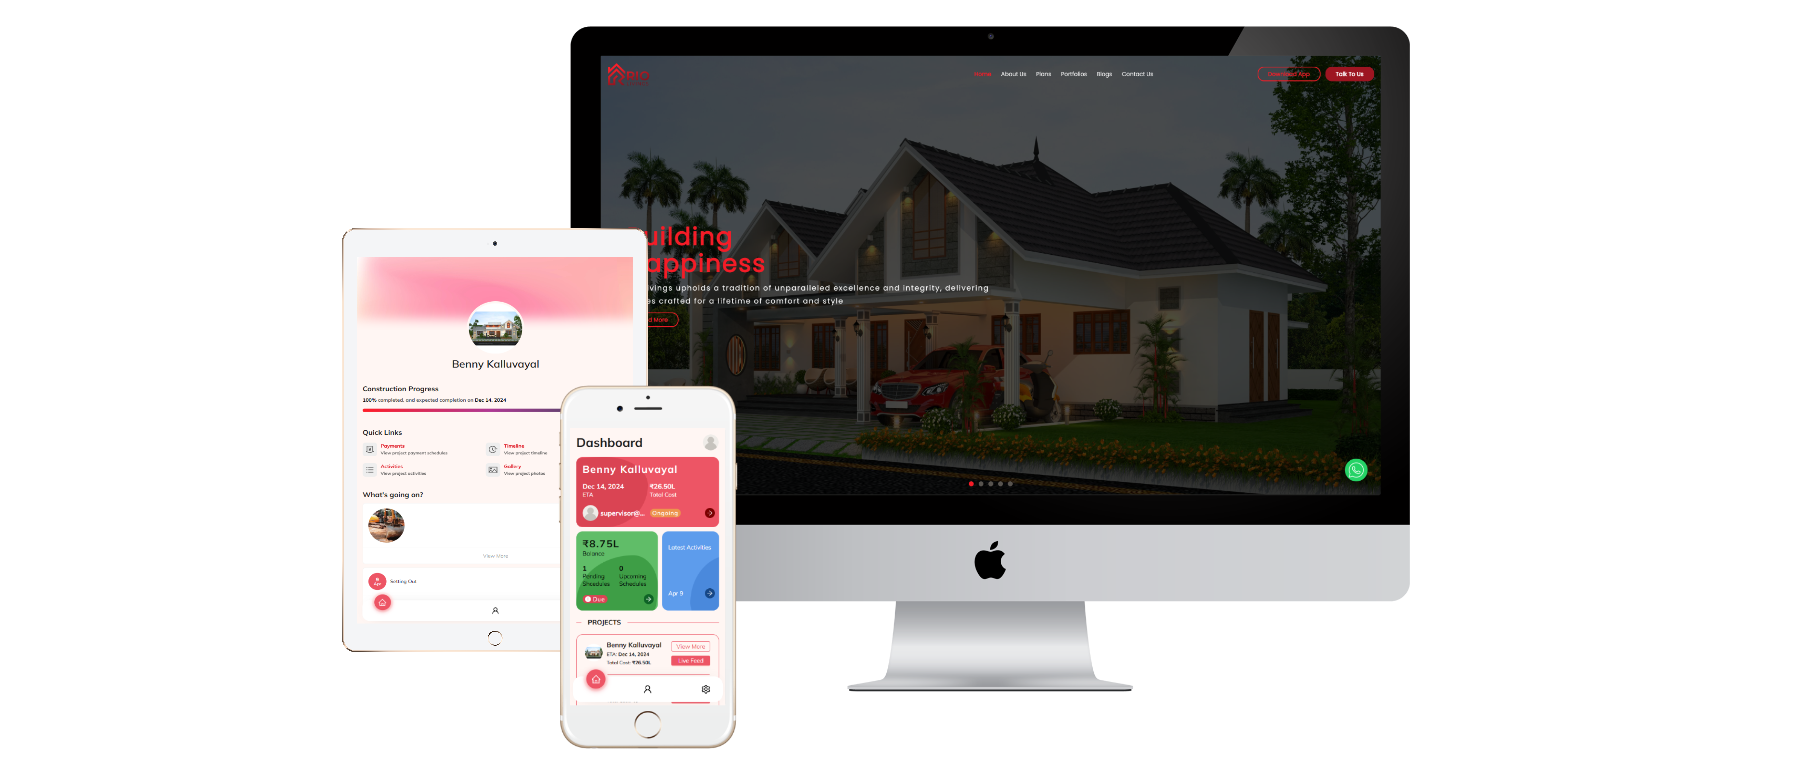 Home About Us Plans Portfolios Blogs Contact Us
App Talk To Us
uilding
appiness
vings upholds a tradition of unparalleled excellence and integrity, delivering
es crafted for a lifetime of comfort and style
More
Benny Kalluvayal
Construction Progress
100% completed, and expected completion on Dec 14, 2024
Quick Links
Payments
View project payment schedules
Timeline
View project timeline
Activities
View project activities
Gallery
View project photos
What's going on?
View More
Apr
Setting Out
Dashboard
Benny Kalluvayal
Dec 14, 2024
ETA
₹26.50L
Total Cost
supervisor@...
Ongoing
₹8.75L
Balance
1
Pending
Shcedules
0
Upcoming
Schedules
Due
Latest Activities
Apr 9
PROJECTS
Benny Kalluvayal
ETA: Dec 14, 2024
Total Cost: ₹26.50L
View More
Live Feed